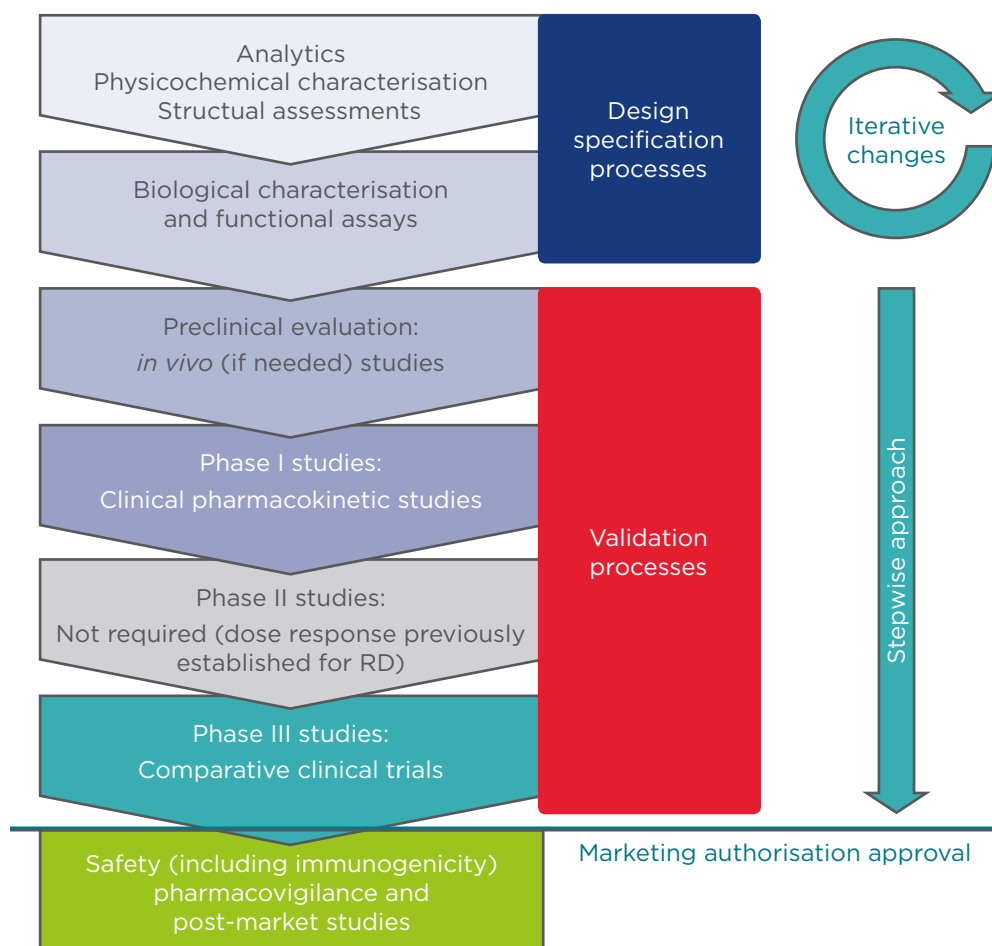 Analytics
Physicochemical characterisation
Structual assessments
Biological characterisation
and functional assays
Design
specification
processes
Iterative
changes
Preclinical evaluation:
in vivo (if needed) studies
Phase I studies:
Clinical pharmacokinetic studies
Phase II studies:
Not required (dose response previously
established for RD)
Phase III studies:
Comparative clinical trials
Validation
processes
Stepwise approach
Safety (including immunogenicity)
pharmacovigilance and
post-market studies
Marketing authorisation approval